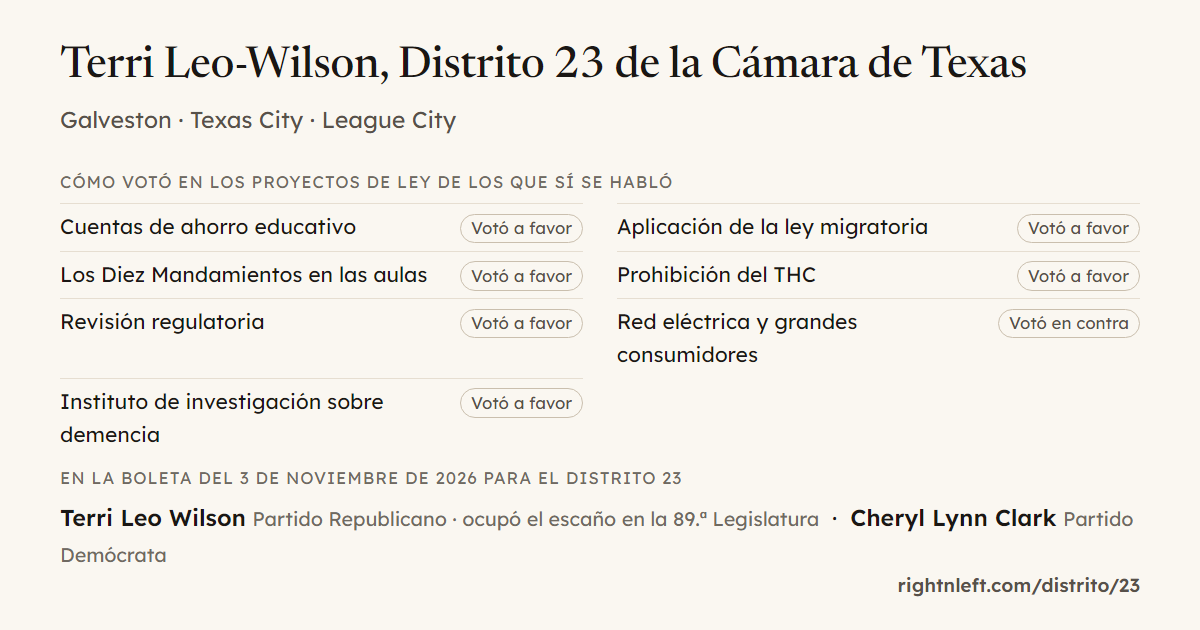 Terri Leo-Wilson, Distrito 23 de la Cámara de Texas
Galveston · Texas City · League City
CÓMO VOTÓ EN LOS PROYECTOS DE LEY DE LOS QUE SÍ SE HABLÓ
Cuentas de ahorro educativo Votó a favor
Aplicación de la ley migratoria Votó a favor
Los Diez Mandamientos en las aulas Votó a favor
Prohibición del THC Votó a favor
Revisión regulatoria Votó a favor
Red eléctrica y grandes Votó en contra
consumidores
Instituto de investigación sobre Votó a favor
demencia
EN LA BOLETA DEL 3 DE NOVIEMBRE DE 2026 PARA EL DISTRITO 23
Terri Leo Wilson Partido Republicano · ocupó el escaño en la 89.ª Legislatura · Cheryl Lynn Clark Partido
Demócrata
rightnleft.com/distrito/23